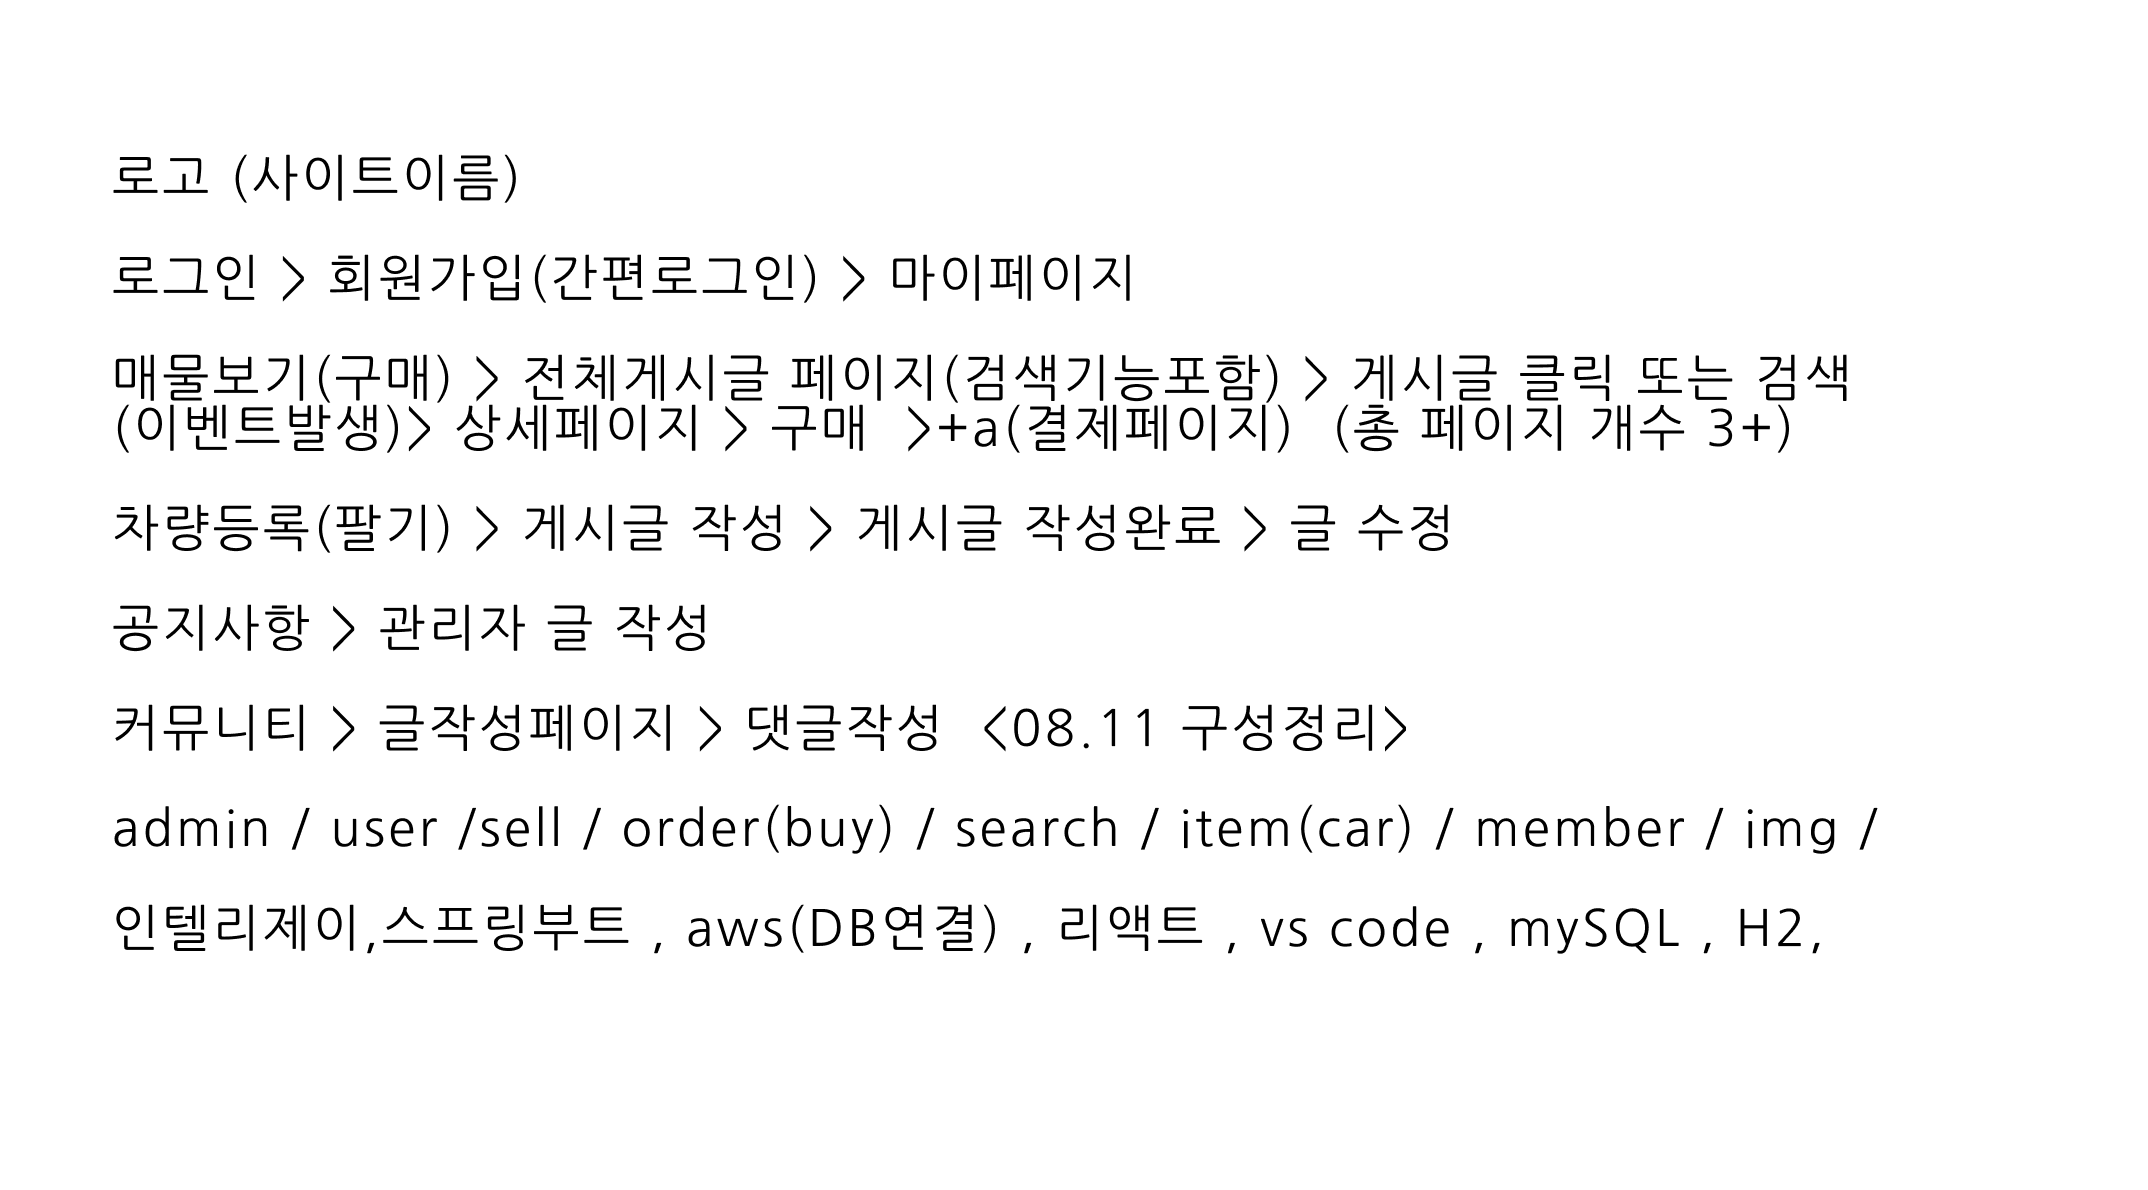 로고 (사이트이름)
로그인 > 회원가입(간편로그인) > 마이페이지
매물보기(구매) > 전체게시글 페이지(검색기능포함) > 게시글 클릭 또는 검색
(이벤트발생)> 상세페이지 > 구매  >+a(결제페이지)  (총 페이지 개수 3+)
차량등록(팔기) > 게시글 작성 > 게시글 작성완료 > 글 수정
공지사항 > 관리자 글 작성
커뮤니티 > 글작성페이지 > 댓글작성  <08.11 구성정리>
admin / user /sell / order(buy) / search / item(car) / member / img /
인텔리제이,스프링부트 , aws(DB연결) , 리액트 , vs code , mySQL , H2,